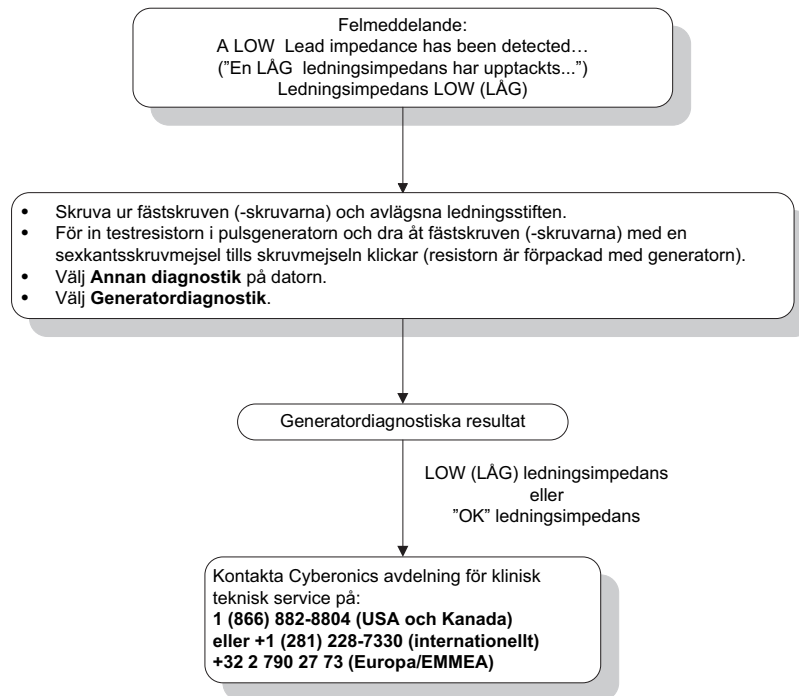 Felmeddelande:
A LOW Lead impedance has been detected…
("En LÅG ledningsimpedans har upptackts...")
Ledningsimpedans LOW (LÅG)
• Skruva ur fästskruven (-skruvarna) och avlägsna ledningsstiften.
• För in testresistorn i pulsgeneratorn och dra åt fästskruven (-skruvarna) med en
sexkantsskruvmejsel tills skruvmejseln klickar (resistorn är förpackad med generatorn).
• Välj Annan diagnostik på datorn.
• Välj Generatordiagnostik.
Generatordiagnostiska resultat
LOW (LÅG) ledningsimpedans
eller
"OK" ledningsimpedans
Kontakta Cyberonics avdelning för klinisk
teknisk service på:
1 (866) 882-8804 (USA och Kanada)
eller +1 (281) 228-7330 (internationellt)
+32 2 790 27 73 (Europa/EMMEA)